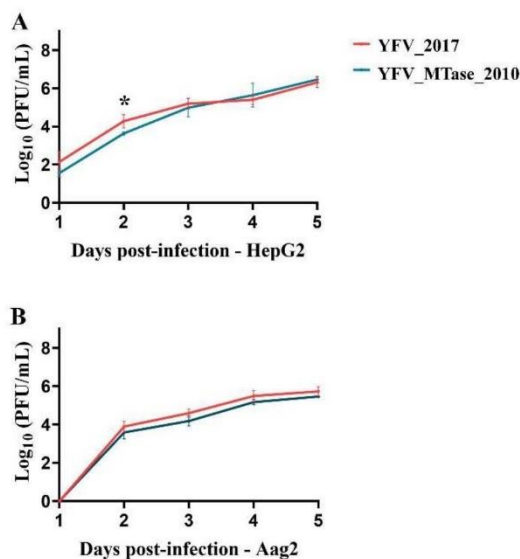 A
YFV_2017
YFV_MTase_2010
Log10 (PFU/mL)
8
6
4
2
0
*
1 2 3 4 5
Days post-infection - HepG2
B
Log10 (PFU/mL)
8
6
4
2
0
1 2 3 4 5
Days post-infection - Aag2